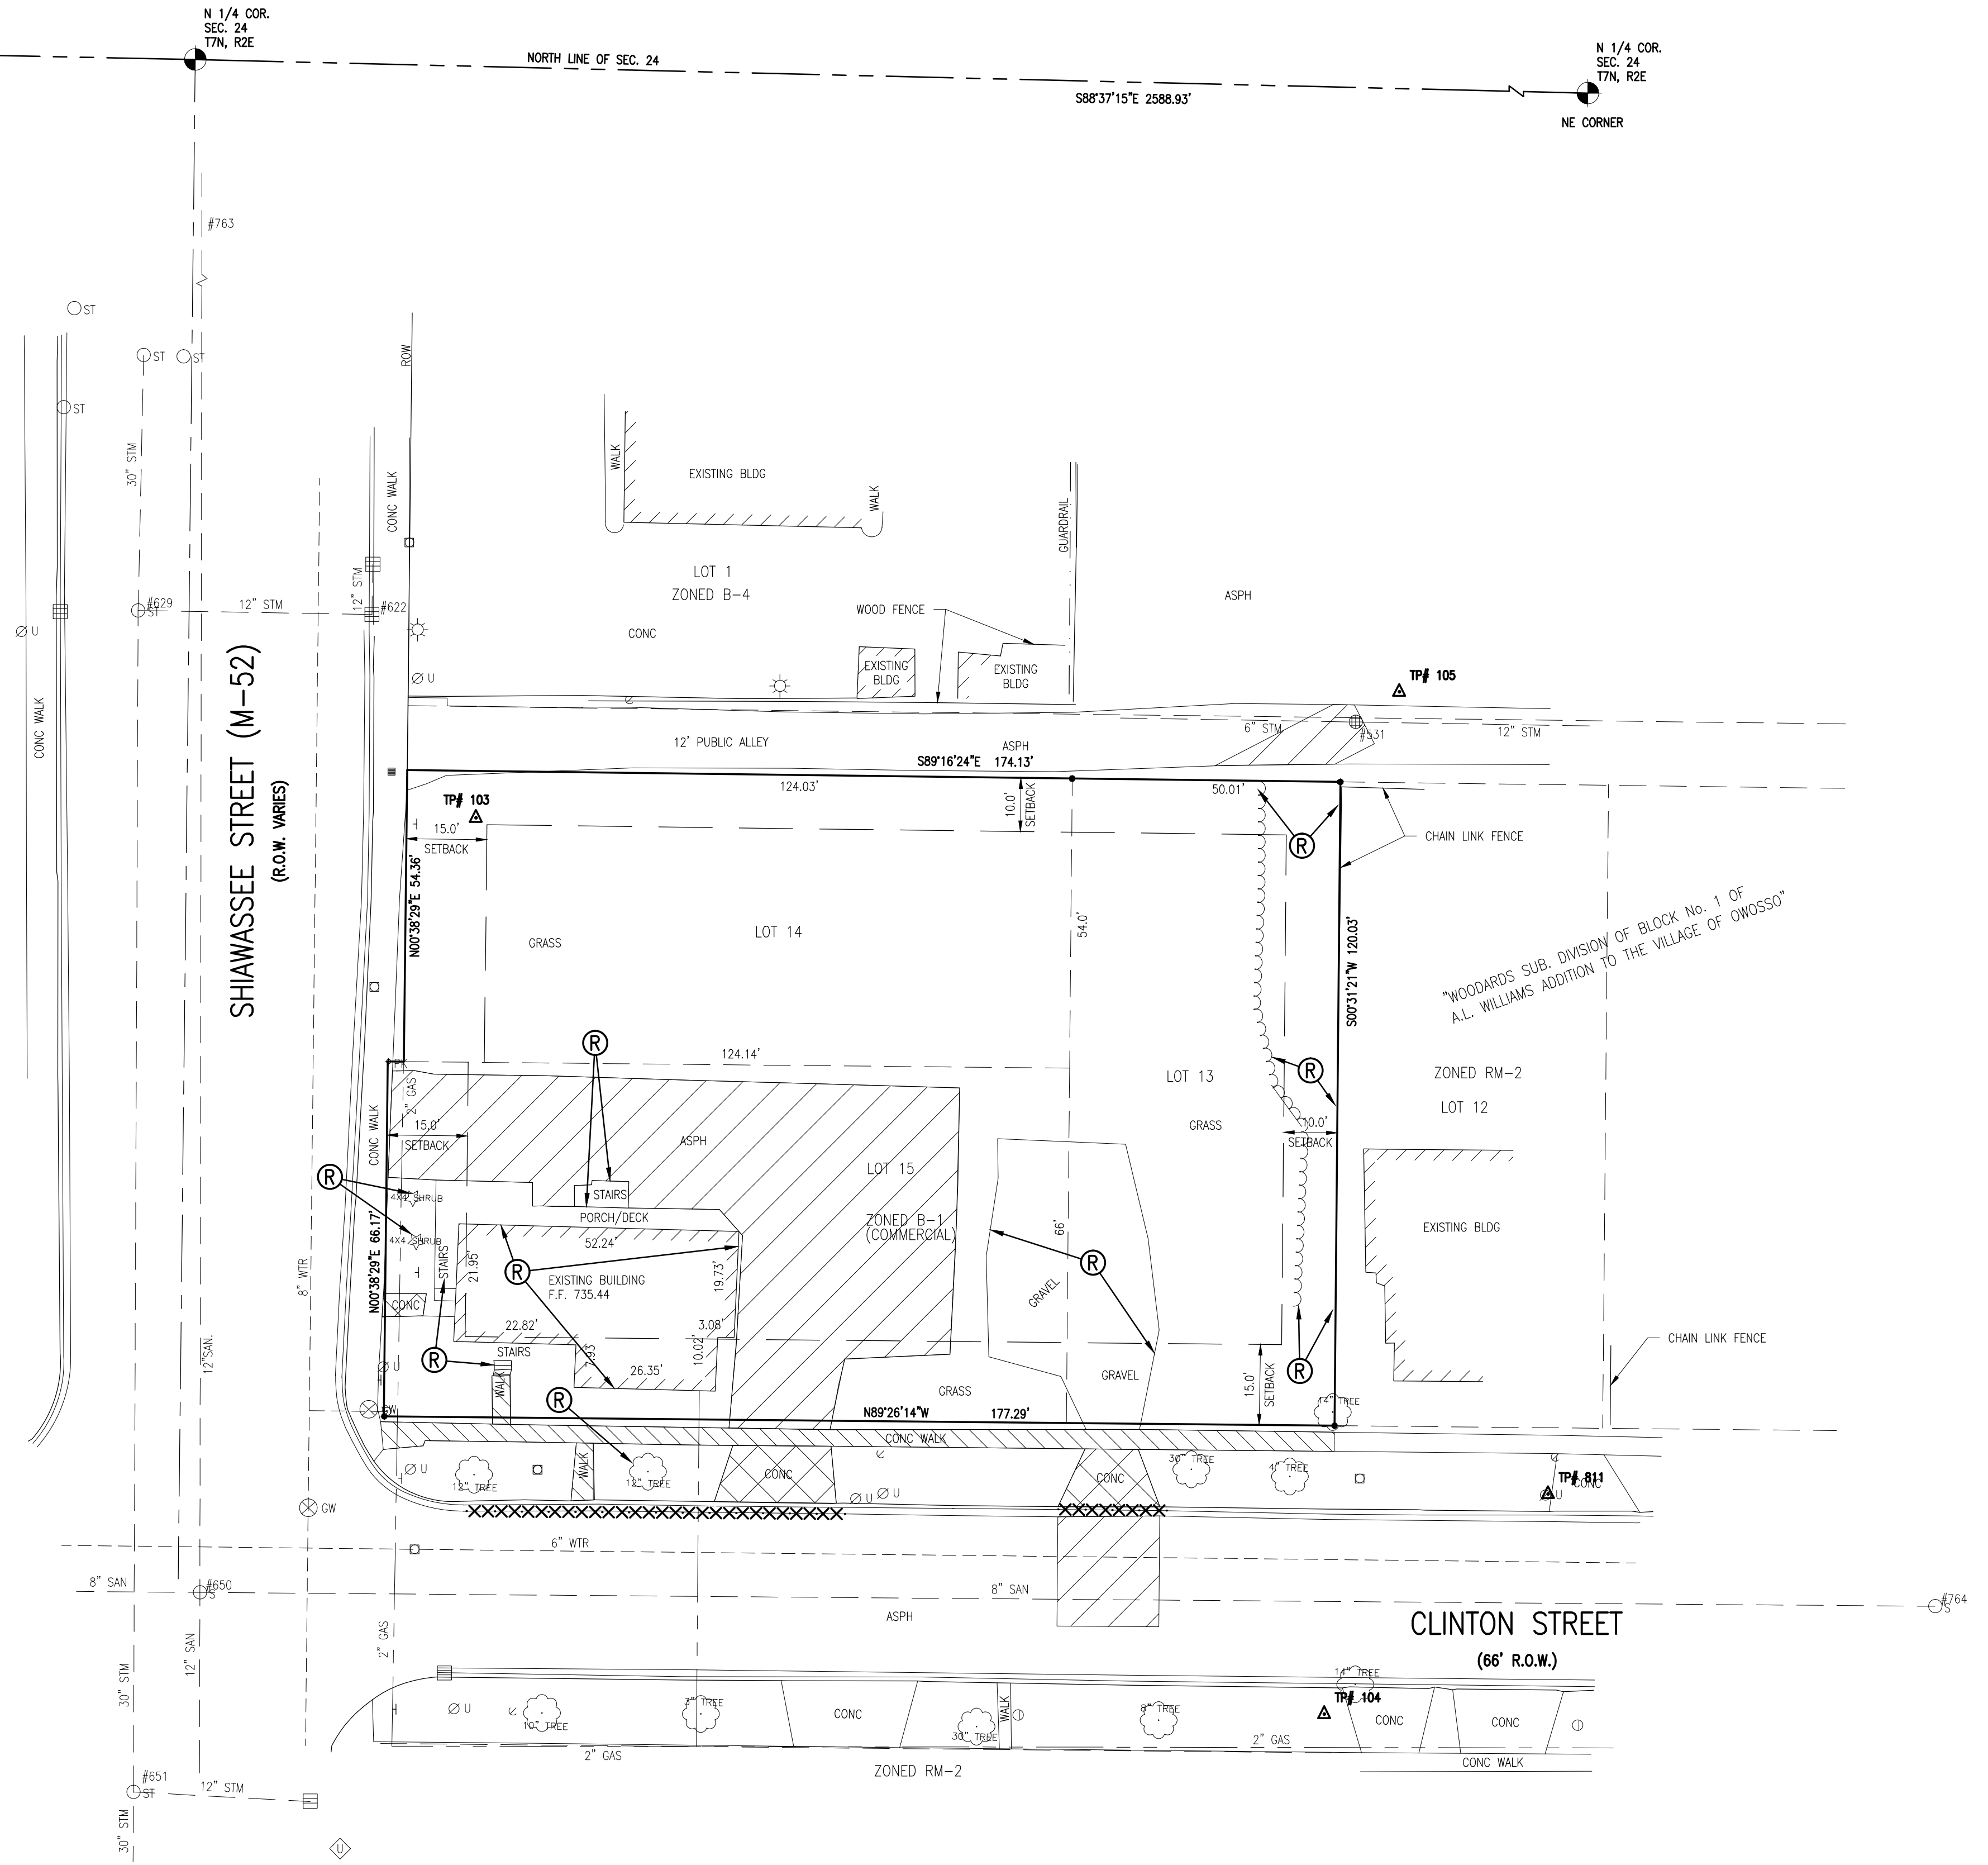 N 1/4 COR.
SEC. 24
T7N, R2E
NORTH LINE OF SEC. 24
N 1/4 COR.
SEC. 24
T7N, R2E
S88°37'15"E 2588.93'
NE CORNER
#763
ST
ST
ST
ST
ROW
30" STM
CONC WALK
WALK
EXISTING BLDG
WALK
GUARDRAIL
LOT 1
ZONED B-4
#629
ST
12" STM
12" STM
#622
WOOD FENCE
ASPH
U
CONC
EXISTING
BLDG
EXISTING
BLDG
U
TP# 105
CONC WALK
SHIAWASSEE STREET (M-52)
(R.O.W. VARIES)
12' PUBLIC ALLEY
ASPH
6" STM
#531
12" STM
S89°16'24"E 174.13'
124.03'
10.0'
SETBACK
50.01'
TP# 103
15.0'
SETBACK
R
CHAIN LINK FENCE
N00°38'29"E 54.36'
LOT 14
GRASS
54.0'
S00°31'21"W 120.03'
"WOODARDS SUB. DIVISION OF BLOCK No. 1 OF
A.L. WILLIAMS ADDITION TO THE VILLAGE OF OWOSSO"
R
124.14'
PK
2" GAS
LOT 13
R
ZONED RM-2
LOT 12
CONC WALK
15.0'
SETBACK
ASPH
GRASS
10.0'
SETBACK
R
LOT 15
4X4 SHRUB
STAIRS
PORCH/DECK
ZONED B-1
(COMMERCIAL)
66'
EXISTING BLDG
4X4 SHRUB
52.24'
STAIRS
21.95'
R
EXISTING BUILDING
F.F. 735.44
19.73'
R
GRAVEL
8" WTR
N00°38'29"E 66.17'
CONC
22.82'
3.08'
12"SAN.
STAIRS
R
7.93'
26.35'
10.02'
GRAVEL
15.0'
SETBACK
R
CHAIN LINK FENCE
U
WALK
R
GRASS
14" TREE
GW
N89°26'14"W 177.29'
CONC WALK
U
12" TREE
WALK
12" TREE
CONC
CONC
30" TREE
4" TREE
TP# 811
U
CONC
U
U
GW
6" WTR
8" SAN
#650
S
8" SAN
#764
S
ASPH
CLINTON STREET
(66' R.O.W.)
12" SAN
2" GAS
30" STM
14" TREE
TP# 104
U
10" TREE
3" TREE
CONC
30" TREE
WALK
8" TREE
CONC
CONC
2" GAS
2" GAS
CONC WALK
ZONED RM-2
#651
ST
12" STM
30" STM
U